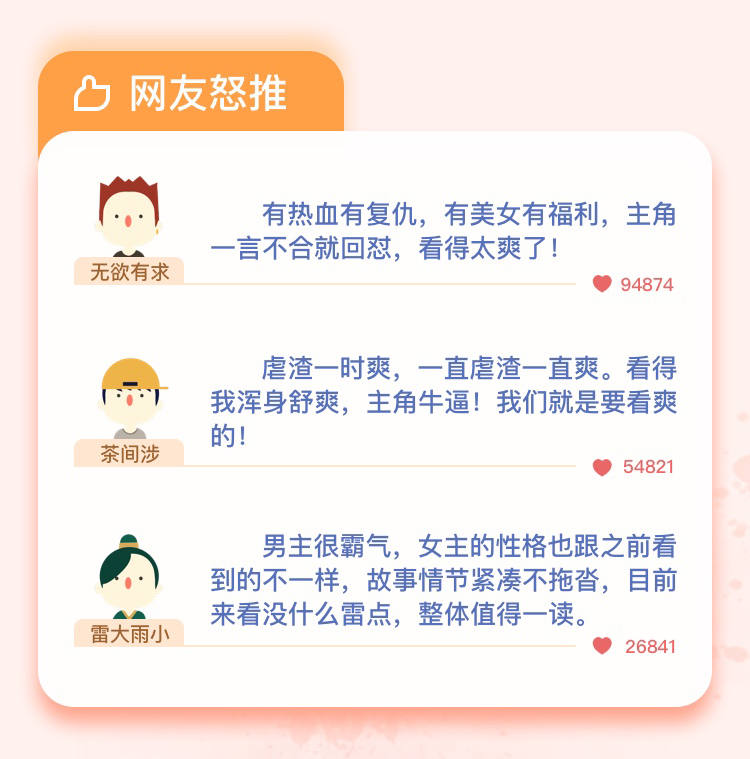 网友怒推
有热血有复仇，有美女有福利，主角
一言不合就回怼，看得太爽了！
无欲有求
94874
虐渣一时爽，一直虐渣一直爽。看得
我浑身舒爽，主角牛逼！我们就是要看爽
的！
茶间涉
54821
男主很霸气，女主的性格也跟之前看
到的不一样，故事情节紧凑不拖沓，目前
来看没什么雷点，整体值得一读。
雷大雨小
26841